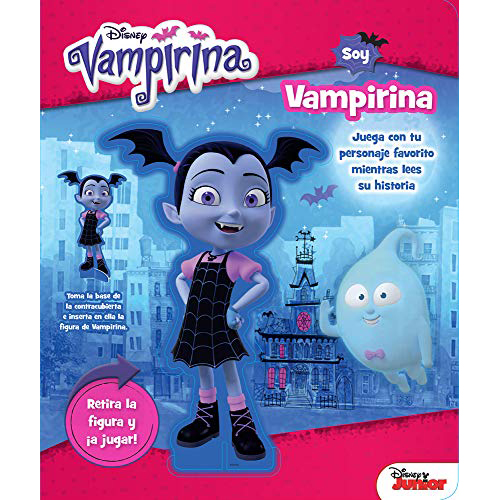 Disney
Vampirina
Soy
Vampirina
Juega con tu
personaje favorito
mientras lees
su historia
Toma la base de
la contracubierta
e inserta en ella la
figura de Vampirina.
Retira la
figura y
¡a jugar!
Disney
Junior